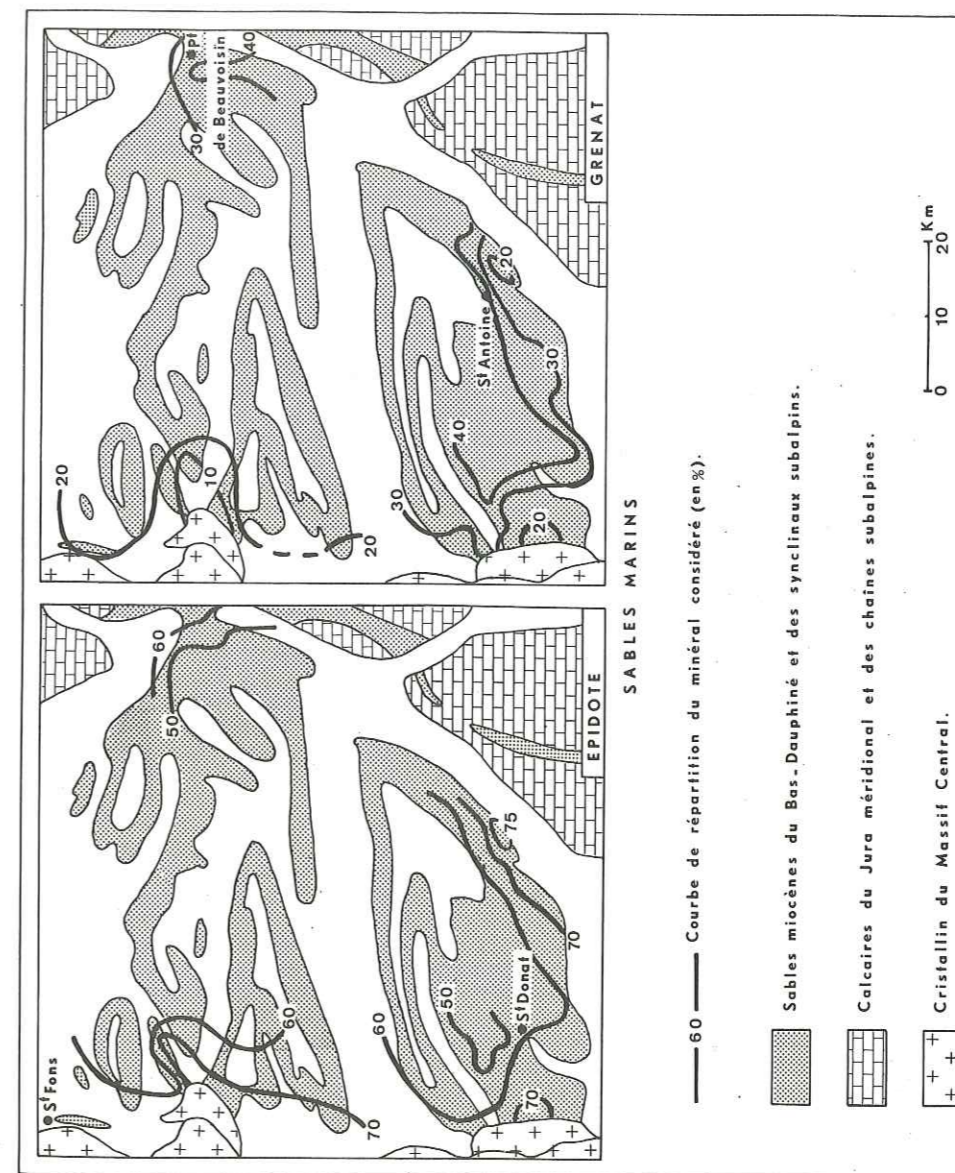 St Fons
60
50
60
70
60
50
St Donat
70
70
75
EPIDOTE
20
10
20
30
Pt
de Beauvoisin
40
30
40
St Antoine
30
20
20
GRENAT
SABLES MARINS
60 Courbe de répartition du minéral considéré (en %).
Sables miocènes du Bas-Dauphiné et des synclinaux subalpins.
Calcaires du Jura méridional et des chaînes subalpines.
Cristallin du Massif Central.
0 10 20 Km